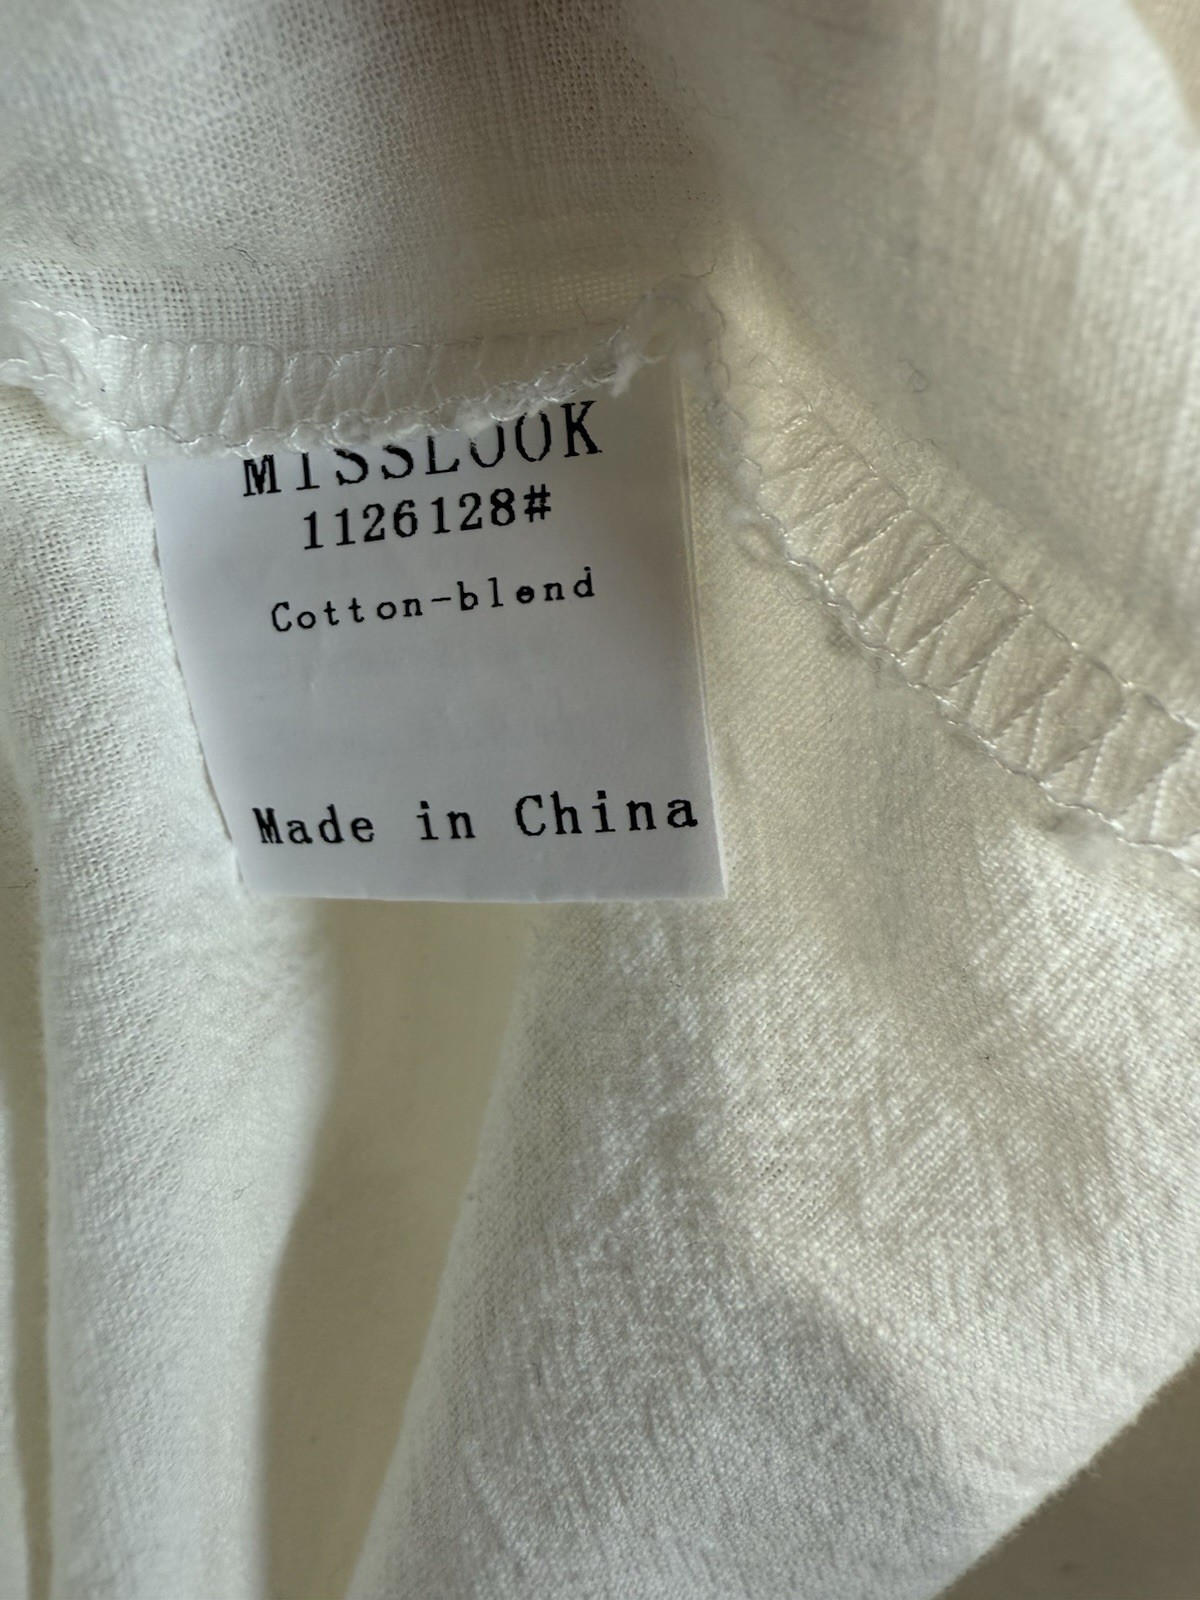 MISSLOOK
1126128#
Cotton-blend
Made in China